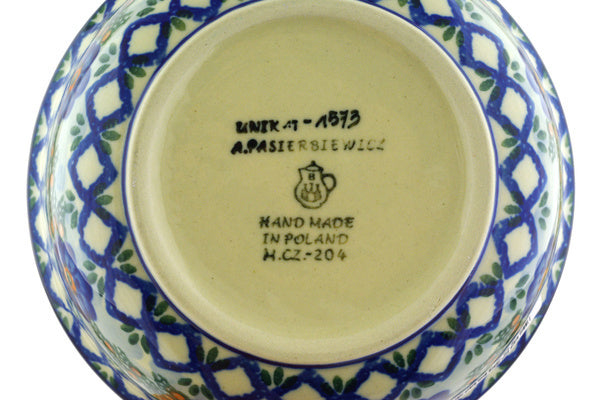 UNIKAT-1573
A.PASIERBIEWICZ
B
HAND MADE
IN POLAND
M.CZ.-204